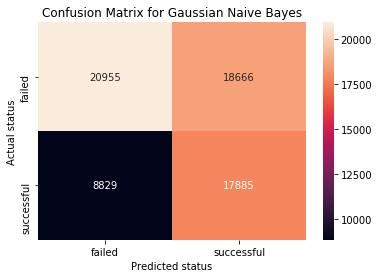 Confusion Matrix for Gaussian Naive Bayes
20955 18666
8829 17885
failed
successful
Actual status
failed successful
Predicted status
20000
17500
15000
12500
10000